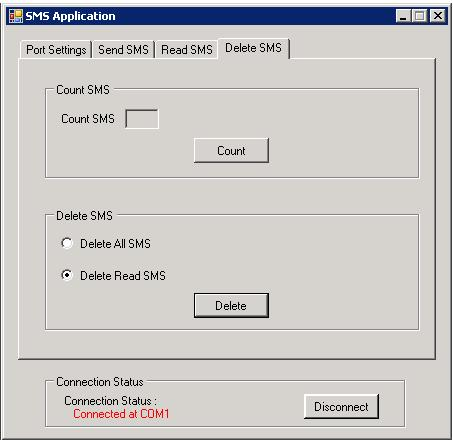 SMS Application
Port Settings Send SMS Read SMS Delete SMS
Count SMS
Count SMS
Count
Delete SMS
Delete All SMS
Delete Read SMS
Delete
Connection Status
Connection Status :
Connected at COM1
Disconnect